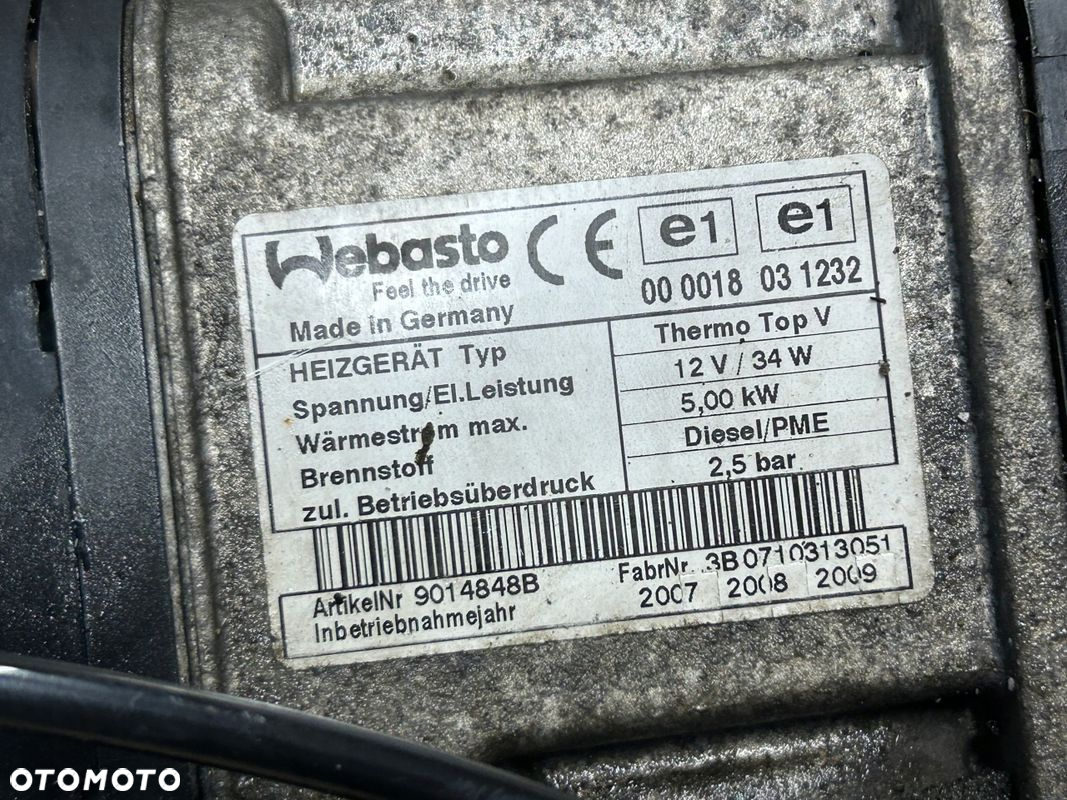 Webasto CE e1 e1
Feel the drive 00 0018 03 1232
Made in Germany
HEIZGERÄT Typ Thermo Top V
Spannung/El.Leistung 12 V / 34 W
Wärmestrom max. 5,00 kW
Brennstoff Diesel/PME
zul. Betriebsüberdruck 2,5 bar
ArtikelNr 9014848B FabrNr 3B0710313051
Inbetriebnahmejahr 2007 2008 2009
OTOMOTO